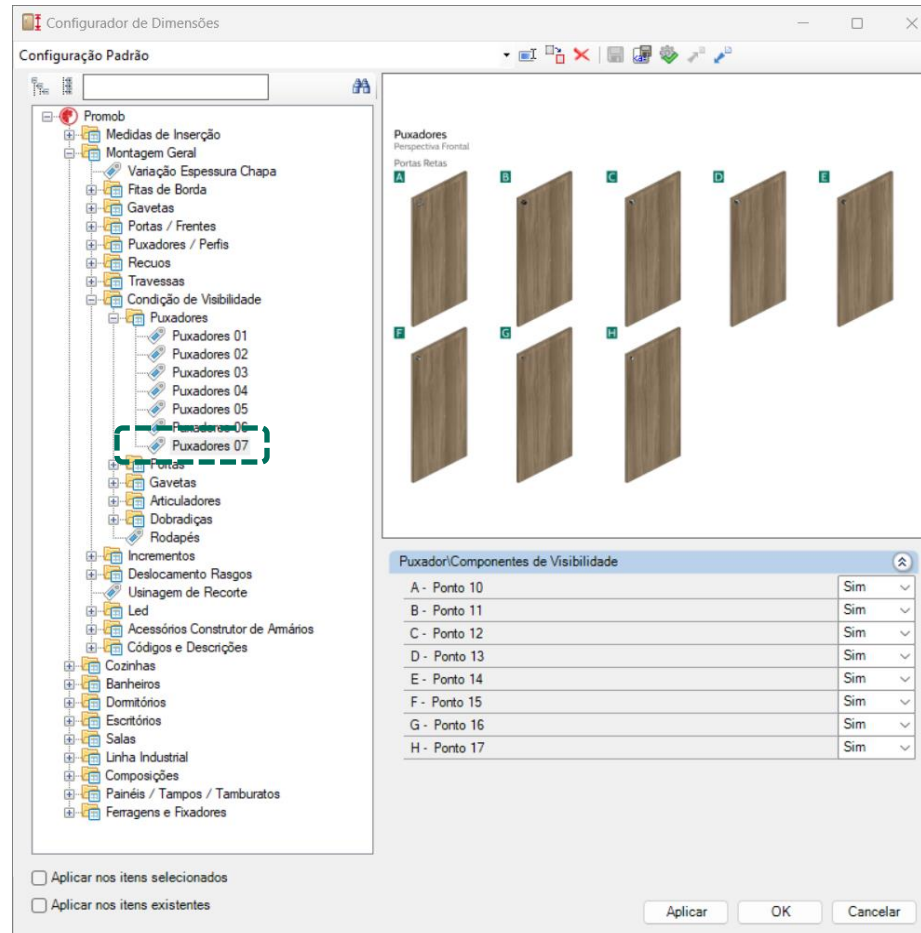 Configurador de Dimensões
Configuração Padrão
Promob
Medidas de Inserção
Montagem Geral
Variação Espessura Chapa
Fitas de Borda
Gavetas
Portas / Frentes
Puxadores / Perfis
Recuos
Travessas
Condição de Visibilidade
Puxadores
Puxadores 01
Puxadores 02
Puxadores 03
Puxadores 04
Puxadores 05
Puxadores 06
Puxadores 07
Portas
Gavetas
Articuladores
Dobradiças
Rodapés
Incrementos
Deslocamento Rasgos
Usinagem de Recorte
Led
Acessórios Construtor de Armários
Códigos e Descrições
Cozinhas
Banheiros
Dormitórios
Escritórios
Salas
Linha Industrial
Composições
Painéis / Tampos / Tamburatos
Ferragens e Fixadores
Puxadores
Perspectiva Frontal
Portas Retas
A B C D E
F G H
Puxador\Componentes de Visibilidade
A - Ponto 10 Sim
B - Ponto 11 Sim
C - Ponto 12 Sim
D - Ponto 13 Sim
E - Ponto 14 Sim
F - Ponto 15 Sim
G - Ponto 16 Sim
H - Ponto 17 Sim
Aplicar nos itens selecionados
Aplicar nos itens existentes
Aplicar OK Cancelar